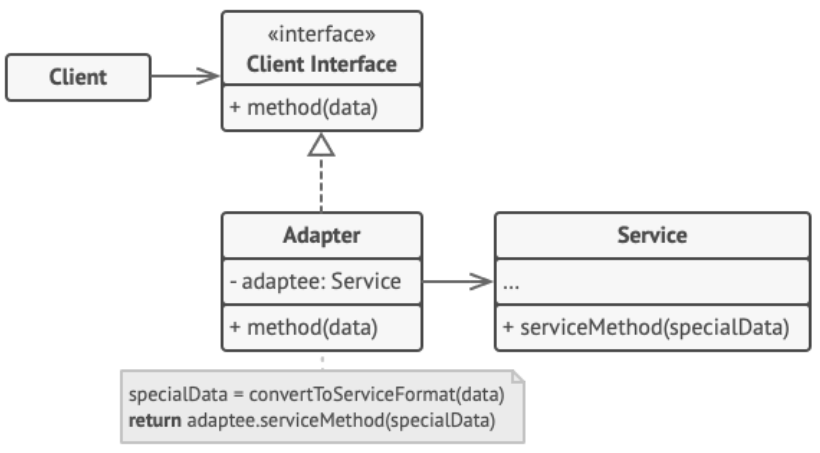 «interface»
Client Interface
Client
+ method(data)
Adapter
Service
- adaptee: Service
...
+ method(data)
+ serviceMethod(specialData)
specialData = convertToServiceFormat(data)
return adaptee.serviceMethod(specialData)